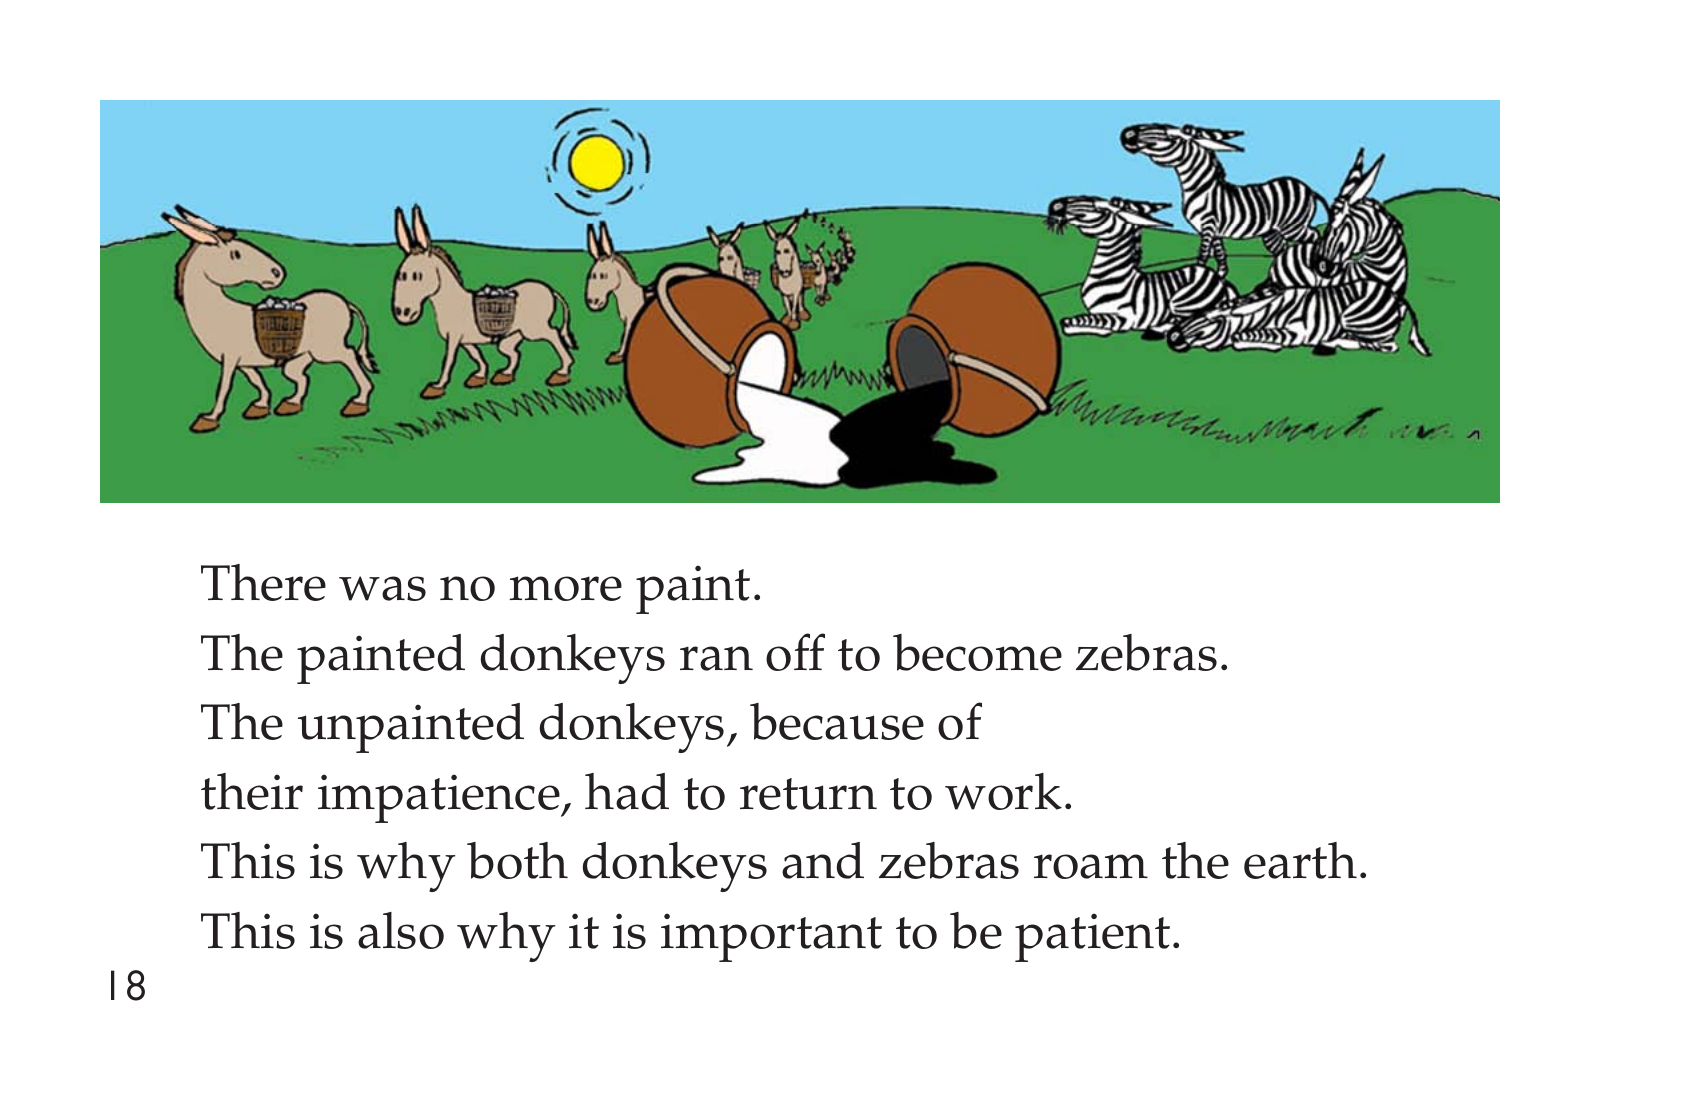 There was no more paint.
The painted donkeys ran off to become zebras.
The unpainted donkeys, because of
their impatience, had to return to work.
This is why both donkeys and zebras roam the earth.
This is also why it is important to be patient.
18